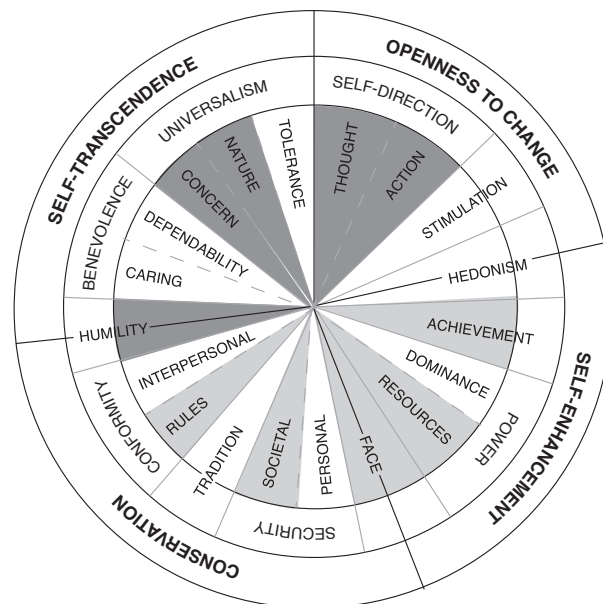 SELF-TRANSCENDENCE
OPENNESS TO CHANGE
SELF-ENHANCEMENT
CONSERVATION
UNIVERSALISM
SELF-DIRECTION
STIMULATION
HEDONISM
ACHIEVEMENT
POWER
SECURITY
CONFORMITY
BENEVOLENCE
THOUGHT
ACTION
DOMINANCE
RESOURCES
FACE
PERSONAL
SOCIETAL
TRADITION
RULES
INTERPERSONAL
HUMILITY
CARING
DEPENDABILITY
CONCERN
NATURE
TOLERANCE